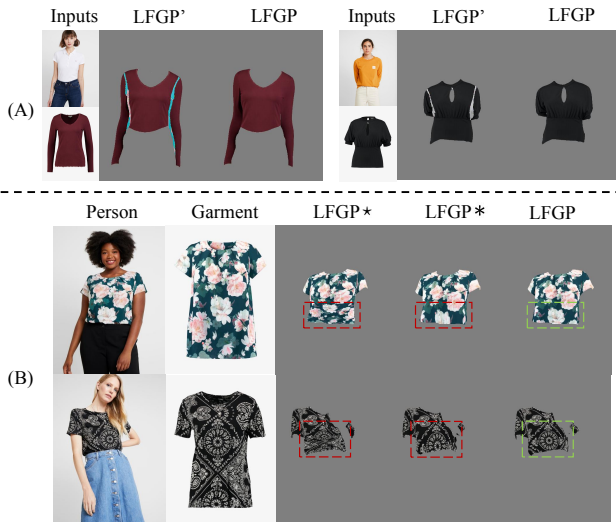 Inputs LFGP’ LFGP Inputs LFGP’ LFGP
(A)
Person Garment LFGP⋆ LFGP* LFGP
(B)